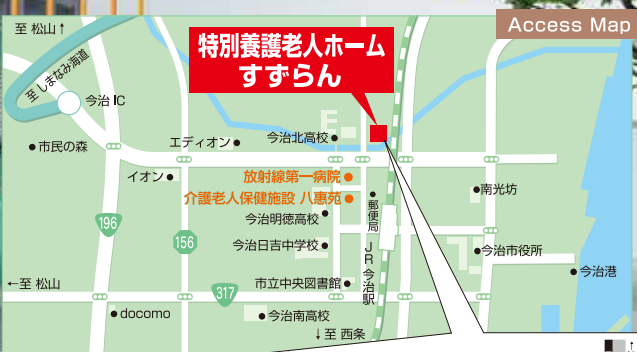 Access Map
至 松山↑
特別養護老人ホーム
すずらん
至 しまなみ海道
今治 IC
市民の森
エディオン
今治北高校
イオン
放射線第一病院
介護老人保健施設 八恵苑
郵便局
南光坊
196
今治明徳高校
156
今治日吉中学校
JR 今治駅
今治市役所
今治港
←至 松山
317
市立中央図書館
docomo
今治南高校
↓至 西条